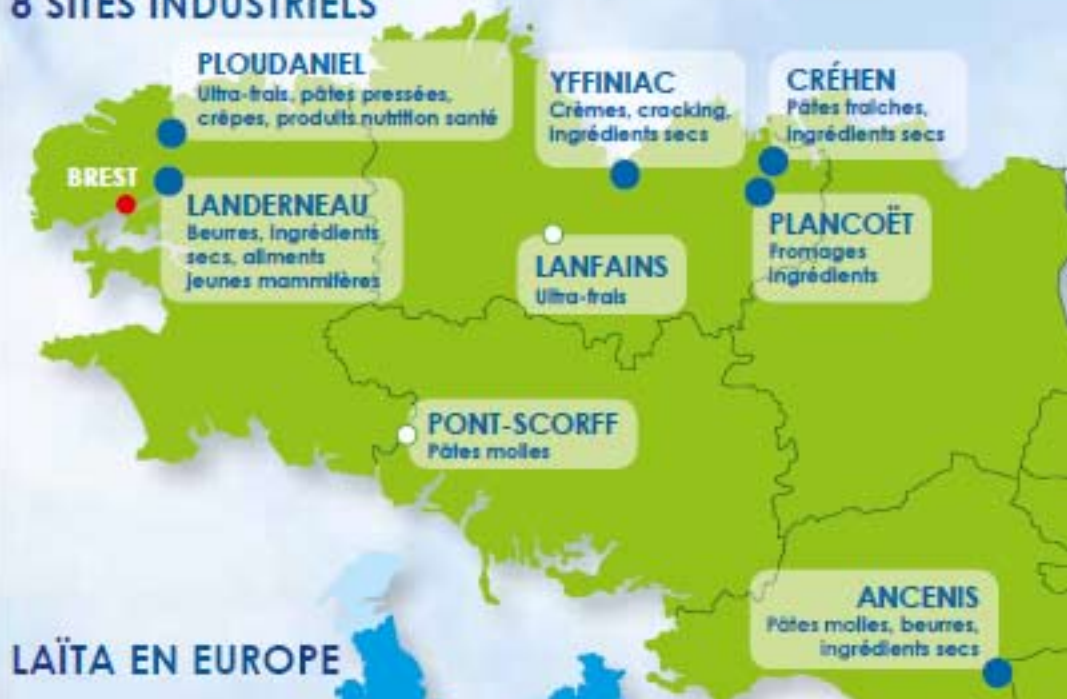 8 SITES INDUSTRIELS
PLOUDANIEL
Ultra-frais, pâtes pressées,
crêpes, produits nutrition santé
YFFINIAC
Crèmes, cracking,
ingrédients secs
CRÉHEN
Pâtes fraîches,
ingrédients secs
BREST
LANDERNEAU
Beurres, ingrédients
secs, aliments
jeunes mammifères
LANFAINS
Ultra-frais
PLANCOËT
Fromages
ingrédients
PONT-SCORFF
Pâtes molles
ANCENIS
Pâtes molles, beurres,
ingrédients secs
LAÏTA EN EUROPE